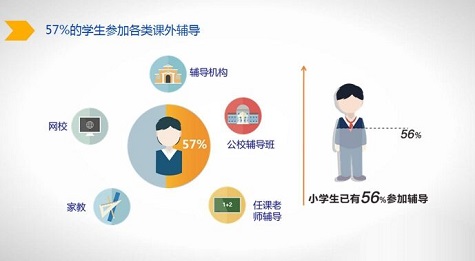 57%的学生参加各类课外辅导
辅导机构
网校
公校辅导班
57%
家教
1+2
任课老
师辅导
56%
小学生已有56%参加辅导